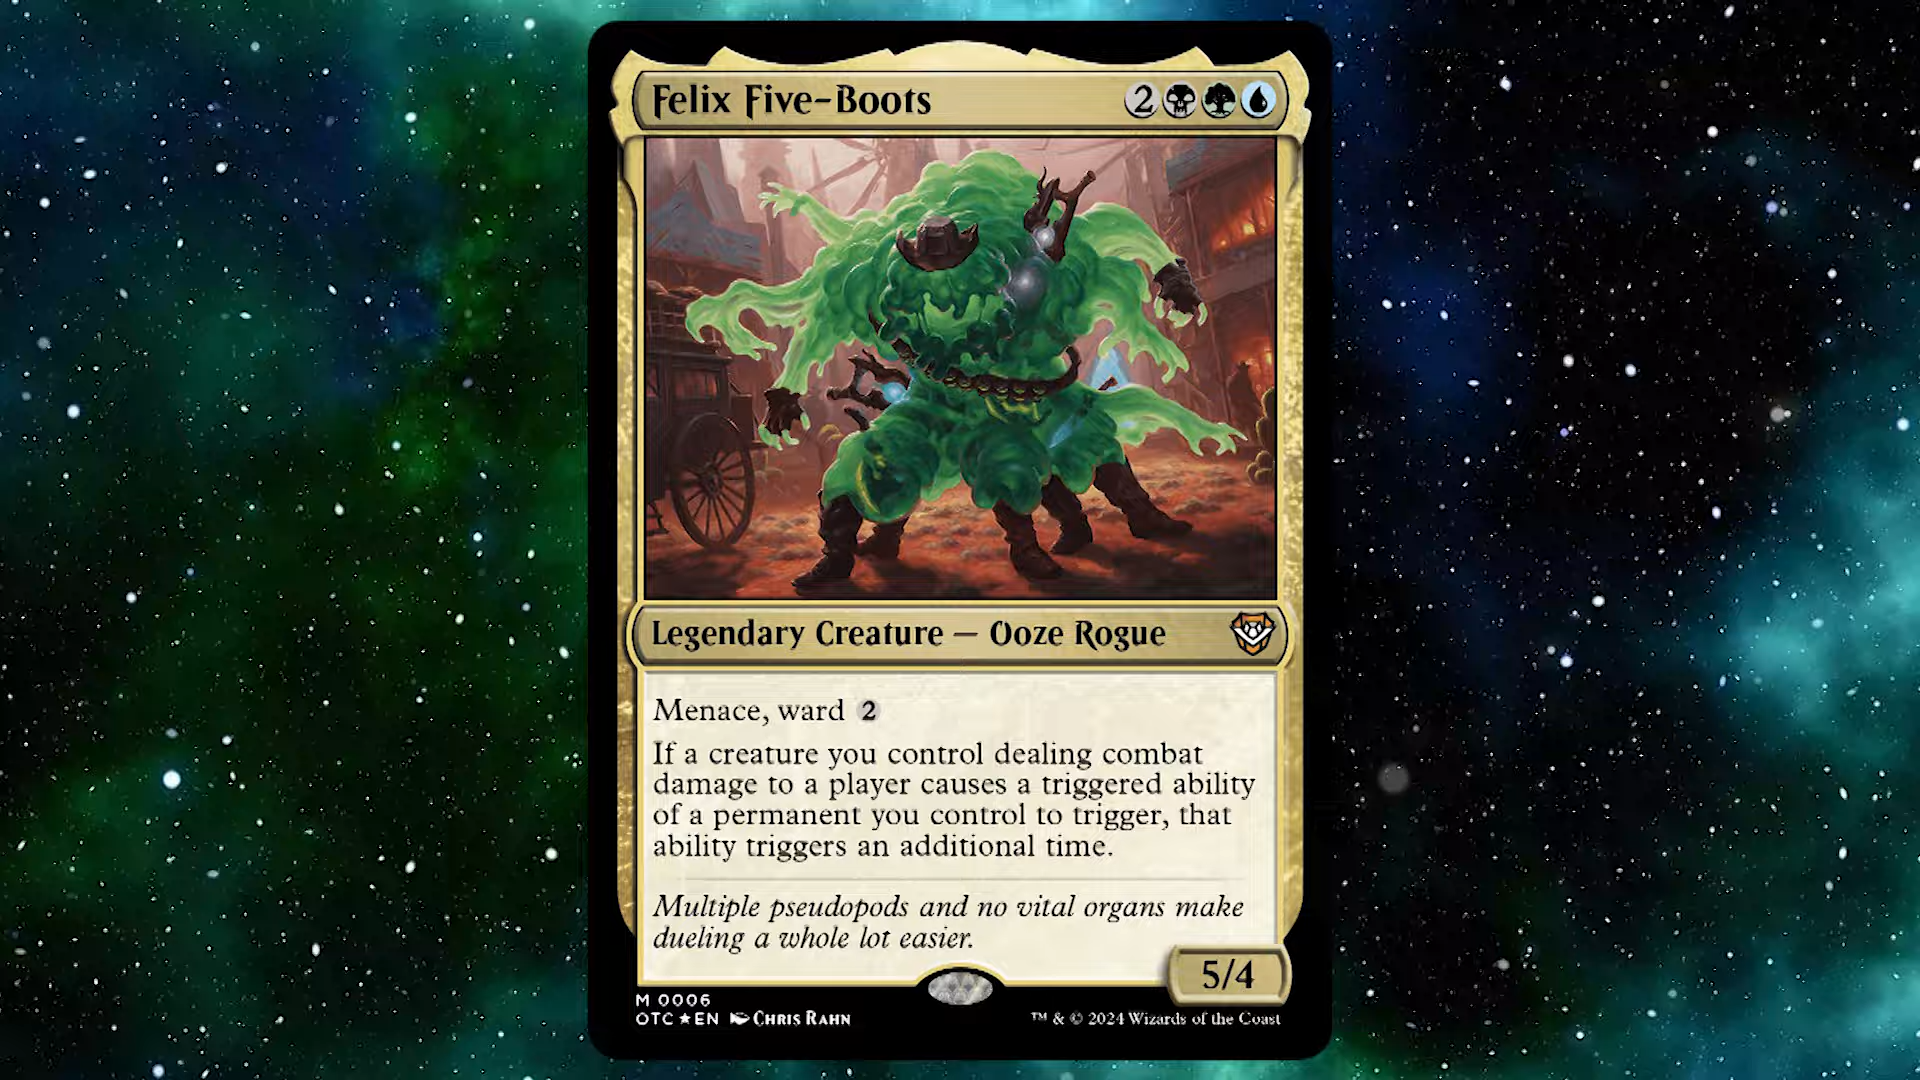 Felix Five-Boots 2
Legendary Creature — Ooze Rogue
Menace, ward 2
If a creature you control dealing combat
damage to a player causes a triggered ability
of a permanent you control to trigger, that
ability triggers an additional time.
Multiple pseudopods and no vital organs make
dueling a whole lot easier.
5/4
M 0006
OTC★EN Chris Rahn
™ & © 2024 Wizards of the Coast